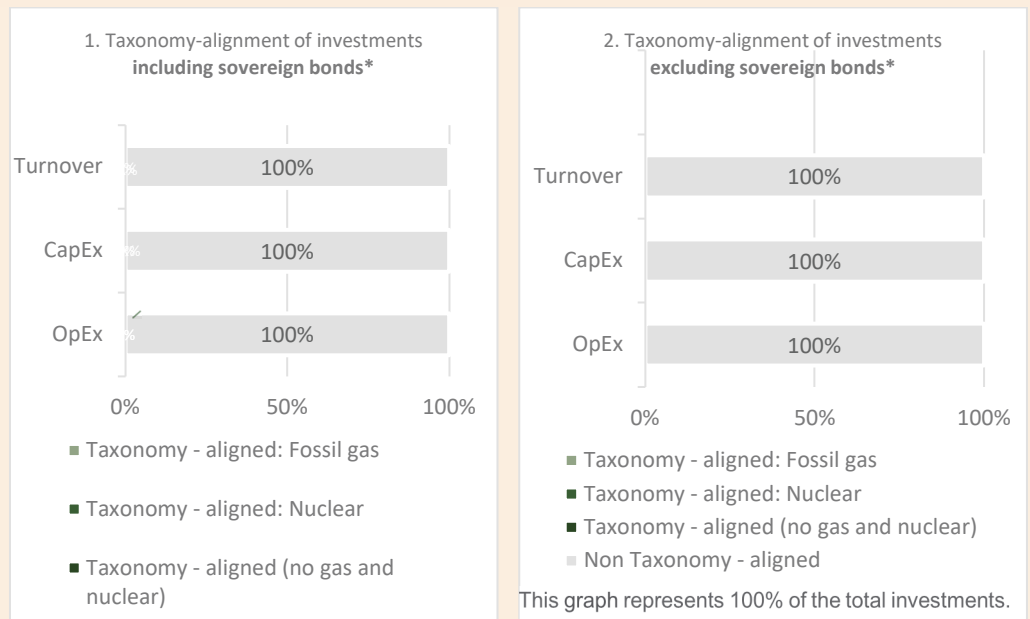 1. Taxonomy-alignment of investments
including sovereign bonds*
Turnover
100%
CapEx
100%
OpEx
100%
0% 50% 100%
Taxonomy - aligned: Fossil gas
Taxonomy - aligned: Nuclear
Taxonomy - aligned (no gas and
nuclear)
2. Taxonomy-alignment of investments
excluding sovereign bonds*
Turnover
100%
CapEx
100%
OpEx
100%
0% 50% 100%
Taxonomy - aligned: Fossil gas
Taxonomy - aligned: Nuclear
Taxonomy - aligned (no gas and nuclear)
Non Taxonomy - aligned
This graph represents 100% of the total investments.